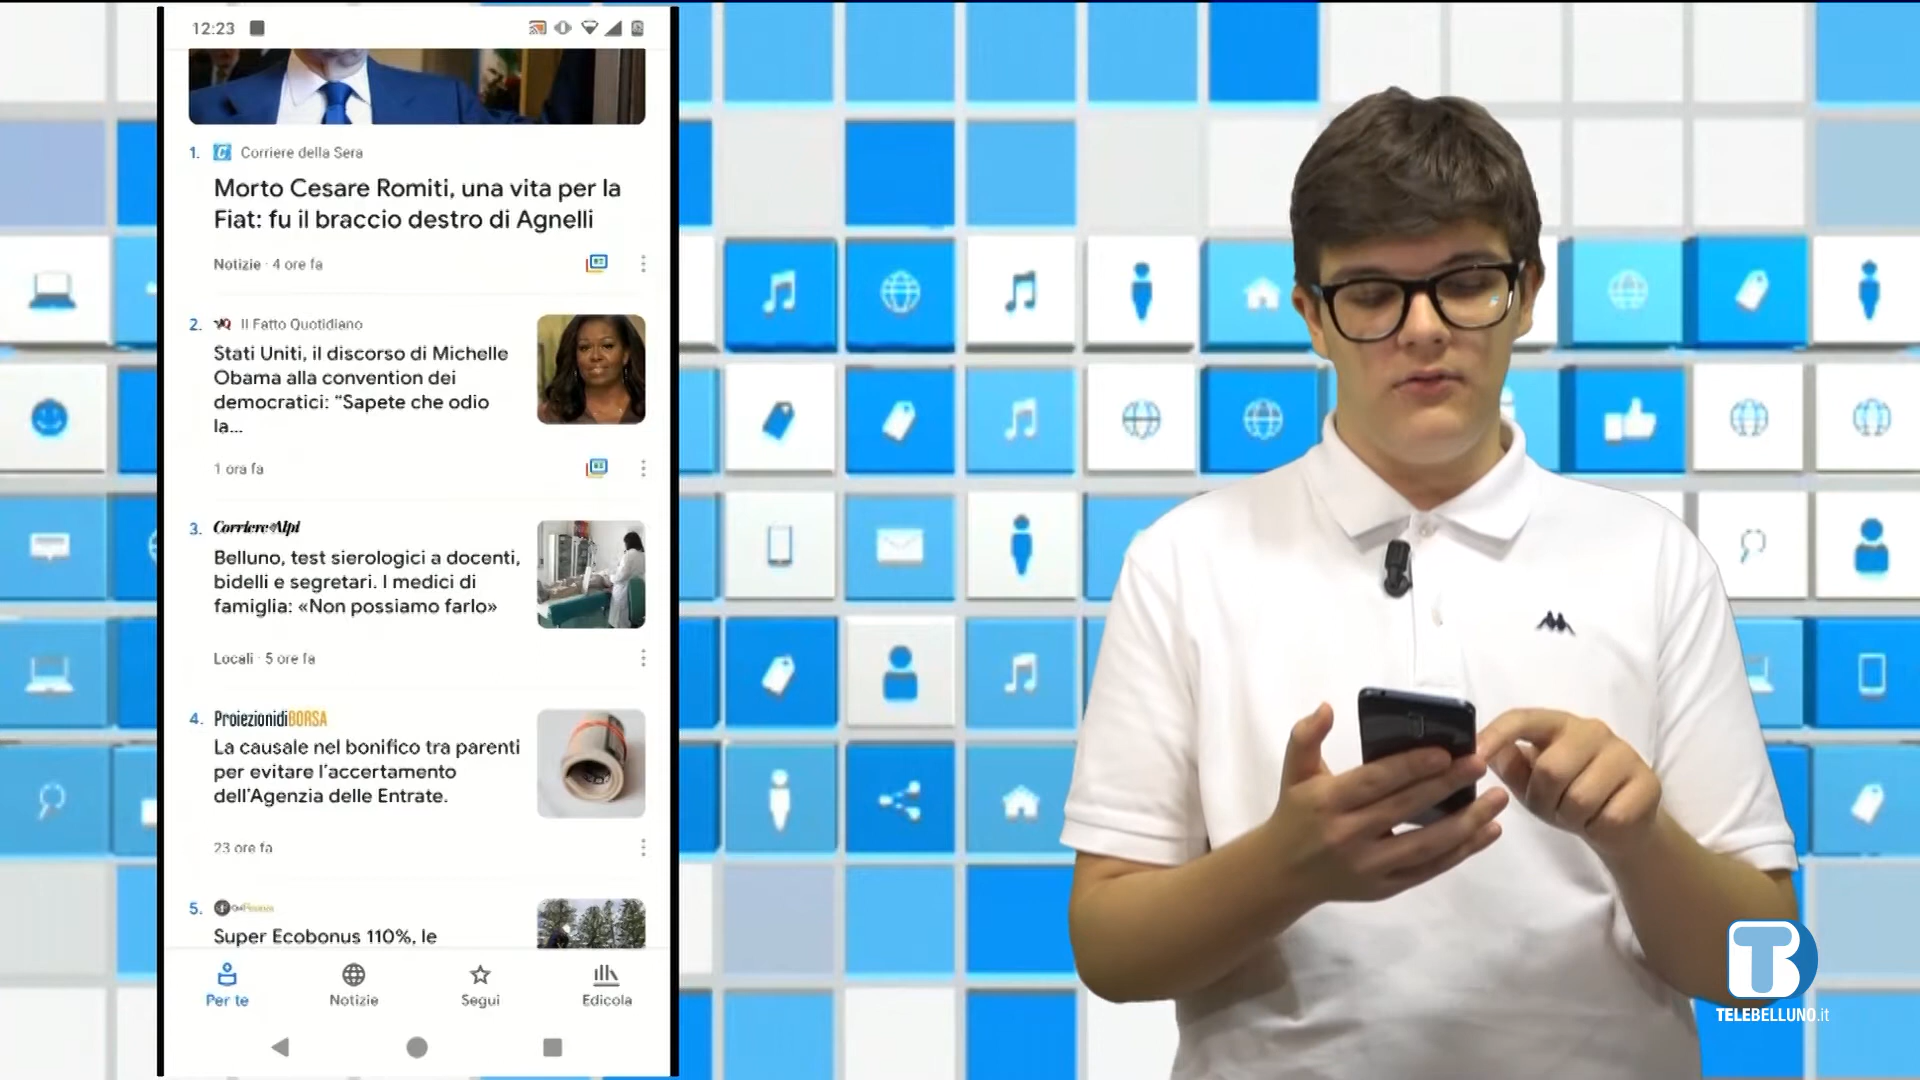 12:23
1. Corriere della Sera
Morto Cesare Romiti, una vita per la
Fiat: fu il braccio destro di Agnelli
Notizie · 4 ore fa
2. Il Fatto Quotidiano
Stati Uniti, il discorso di Michelle
Obama alla convention dei
democratici: “Sapete che odio
la...
1 ora fa
3. Corriere Alpi
Belluno, test sierologici a docenti,
bidelli e segretari. I medici di
famiglia: «Non possiamo farlo»
Locali · 5 ore fa
4. ProiezionidiBORSA
La causale nel bonifico tra parenti
per evitare l'accertamento
dell'Agenzia delle Entrate.
23 ore fa
5.
Super Ecobonus 110%, le
Per te
Notizie
Segui
Edicola
TELEBELLUNO.it